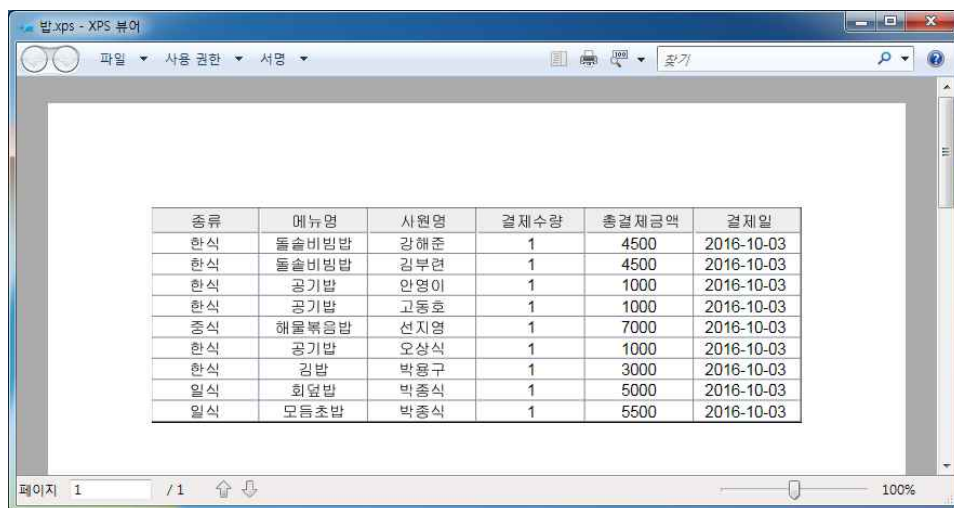 밥.xps - XPS 뷰어
파일 사용 권한 서명 찾기
종류 메뉴명 사원명 결제수량 총결제금액 결제일
한식 돌솥비빔밥 강해준 1 4500 2016-10-03
한식 돌솥비빔밥 김부련 1 4500 2016-10-03
한식 공기밥 안영이 1 1000 2016-10-03
한식 공기밥 고동호 1 1000 2016-10-03
중식 해물볶음밥 선지영 1 7000 2016-10-03
한식 공기밥 오상식 1 1000 2016-10-03
한식 김밥 박용구 1 3000 2016-10-03
일식 회덮밥 박종식 1 5000 2016-10-03
일식 모듬초밥 박종식 1 5500 2016-10-03
페이지 1 / 1 100%